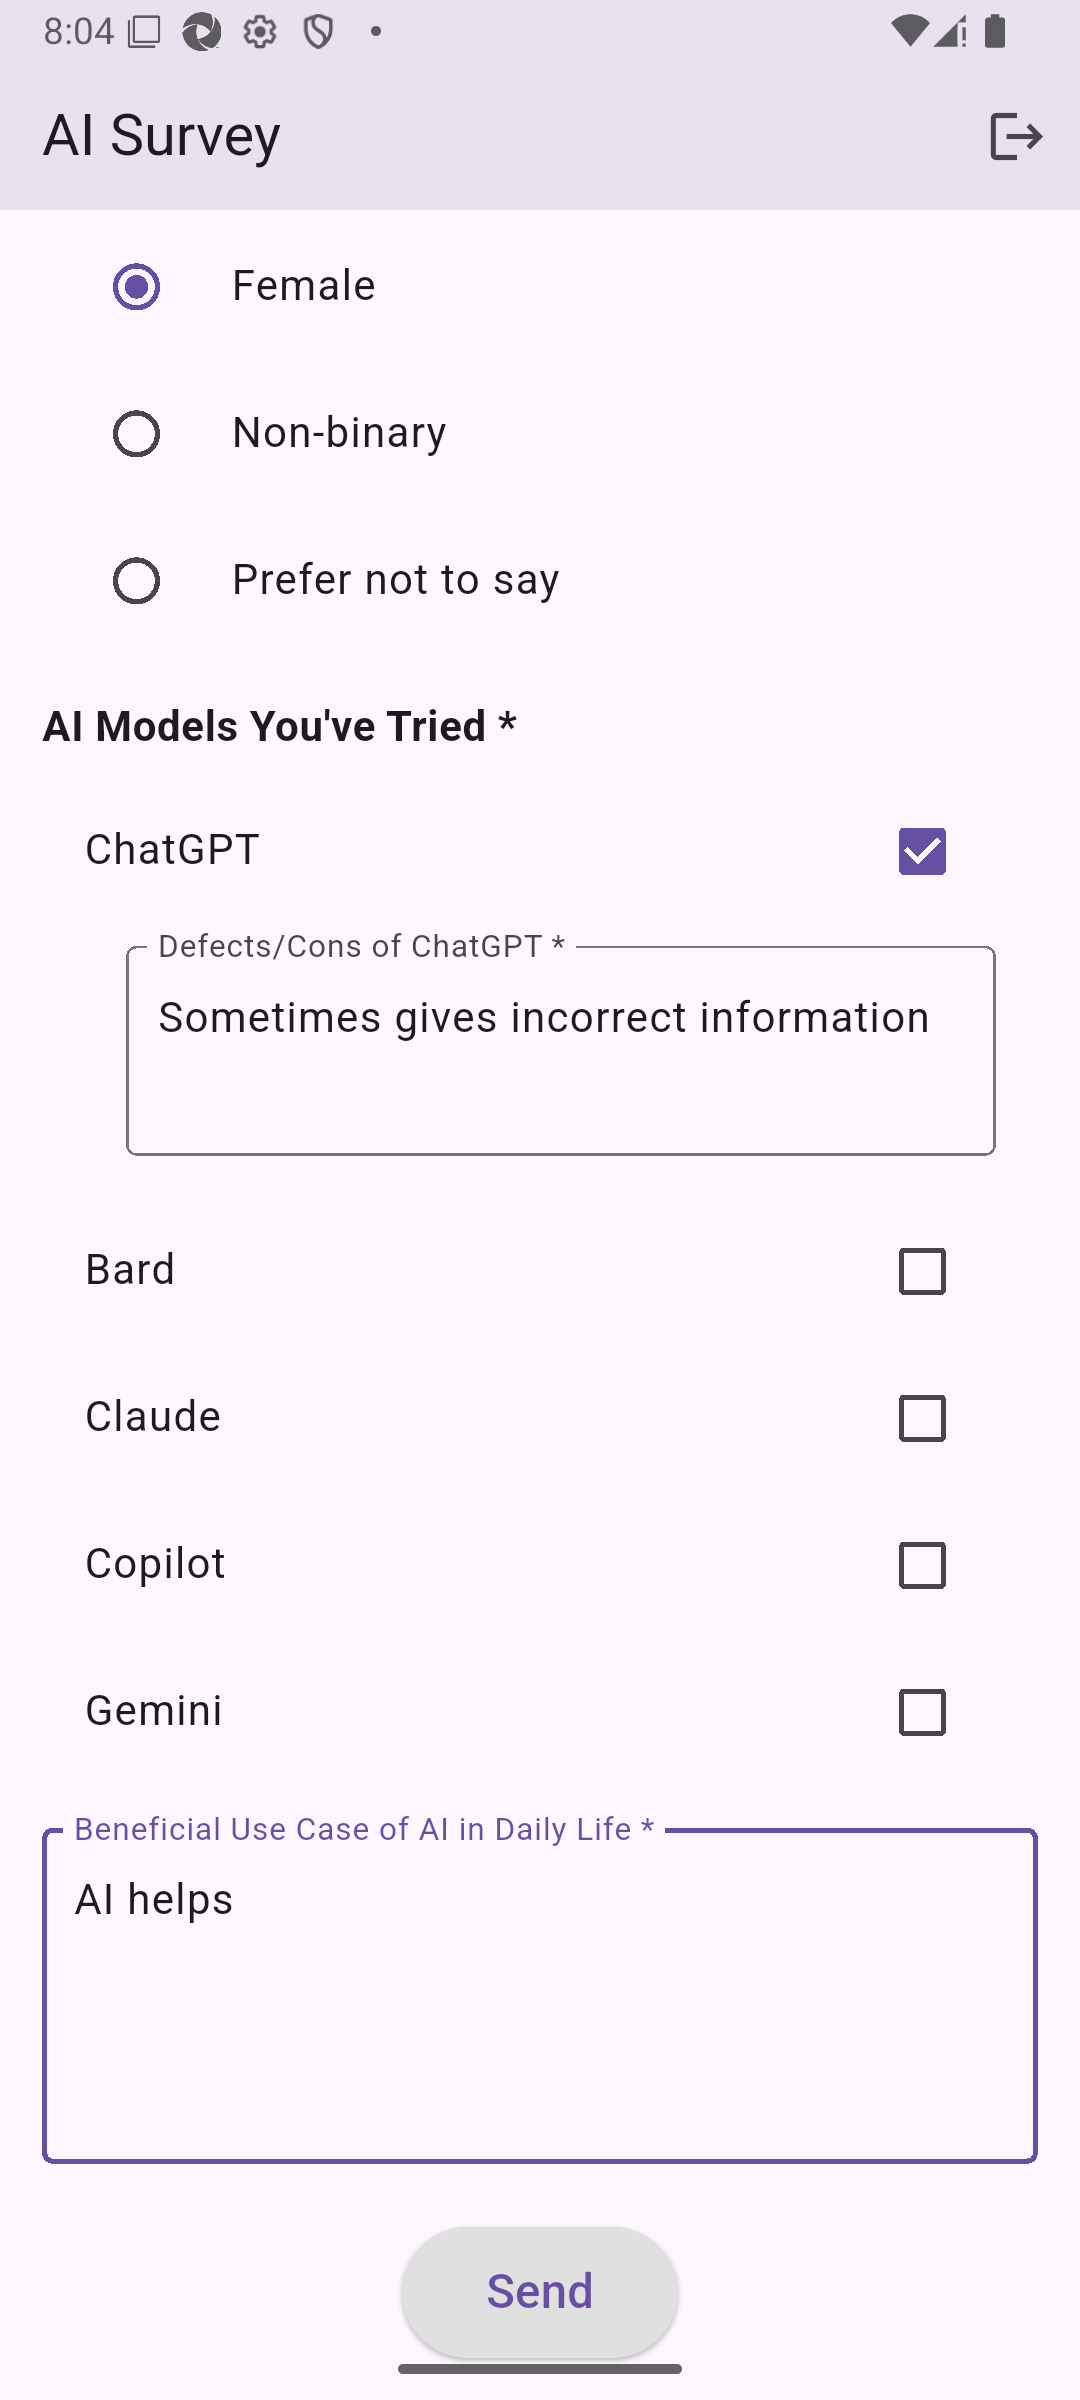 8:04
AI Survey
Female
Non-binary
Prefer not to say
AI Models You've Tried *
ChatGPT
Defects/Cons of ChatGPT *
Sometimes gives incorrect information
Bard
Claude
Copilot
Gemini
Beneficial Use Case of AI in Daily Life *
AI helps
Send